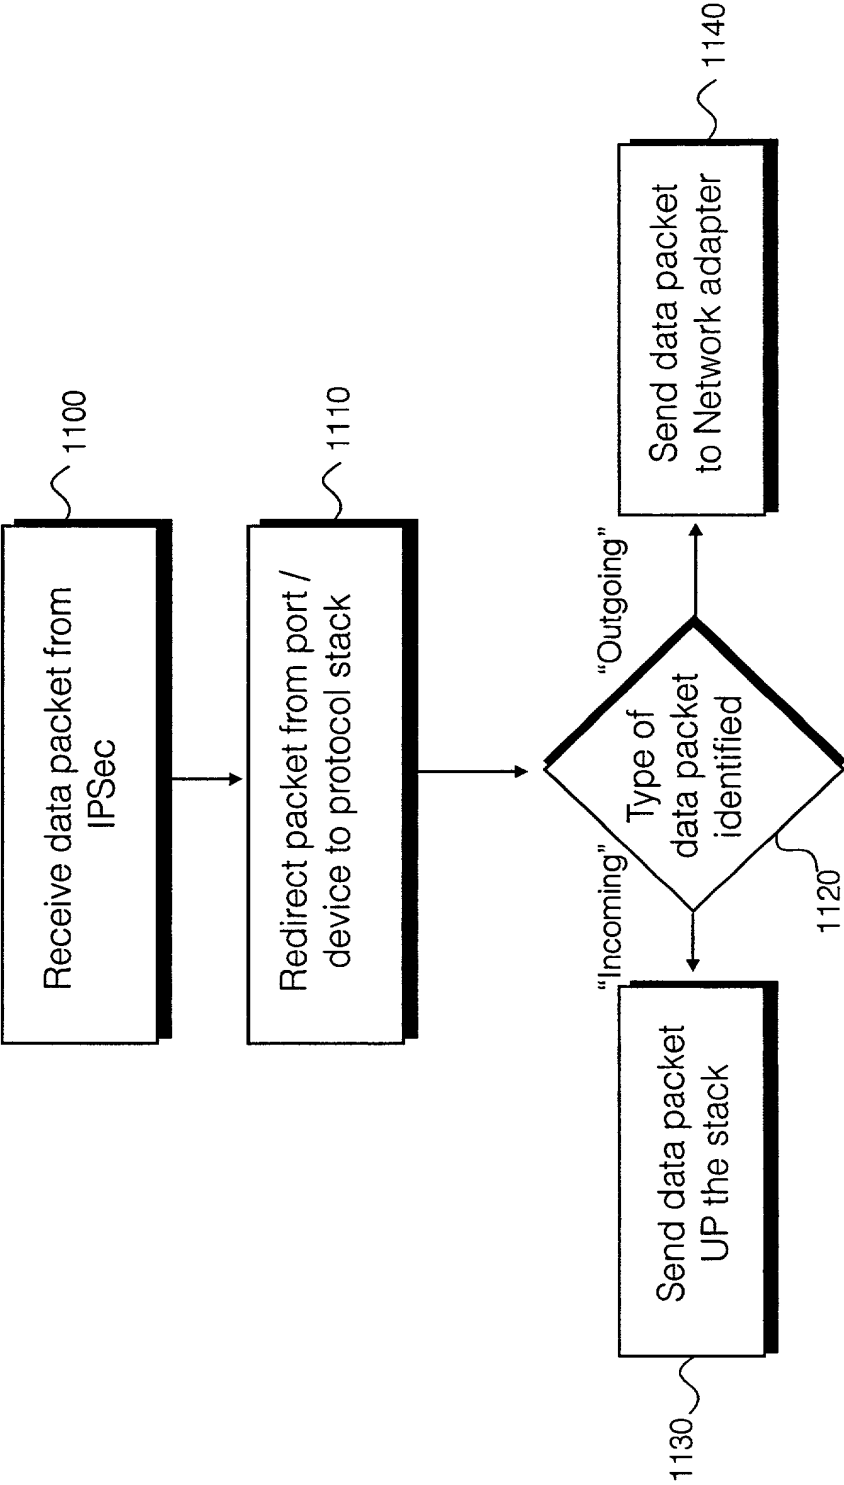 Receive data packet from
IPSec
1100
Redirect packet from port /
device to protocol stack
1110
Type of
data packet
identified
1120
“Incoming”
“Outgoing”
Send data packet
UP the stack
1130
Send data packet
to Network adapter
1140